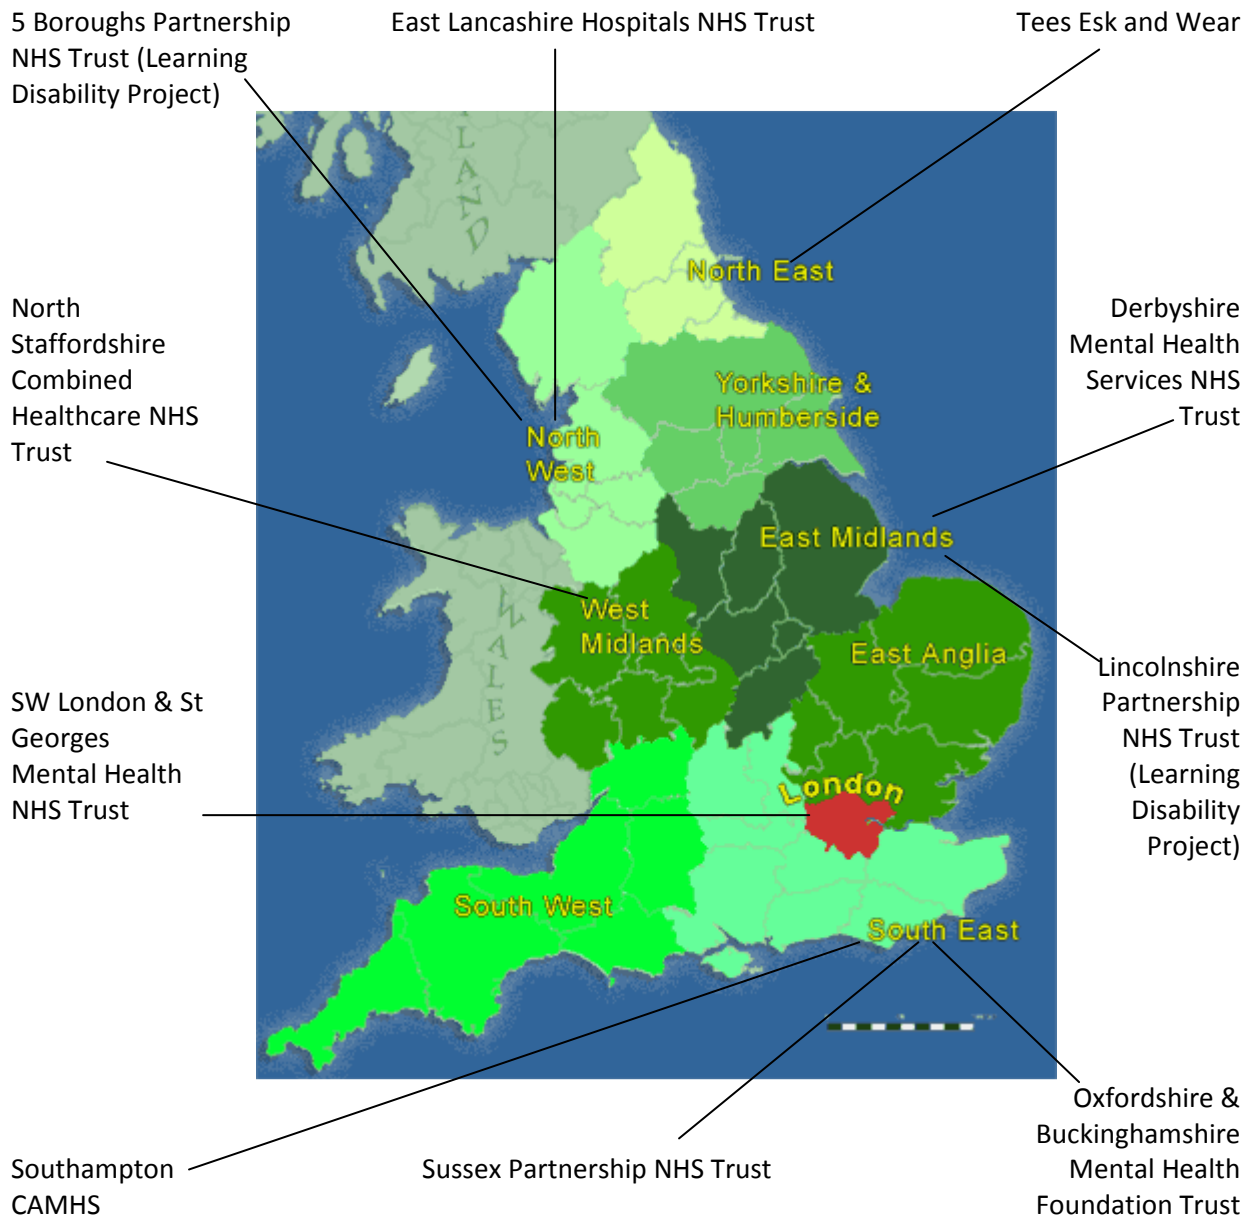 5 Boroughs Partnership
NHS Trust (Learning
Disability Project)
East Lancashire Hospitals NHS Trust
Tees Esk and Wear
LAND
North East
North
Staffordshire
Combined
Healthcare NHS
Trust
Derbyshire
Mental Health
Services NHS
Trust
Yorkshire &
Humberside
North
West
East Midlands
West
Midlands
WALES
East Anglia
SW London & St
Georges
Mental Health
NHS Trust
Lincolnshire
Partnership
NHS Trust
(Learning
Disability
Project)
London
South West
South East
Southampton
CAMHS
Sussex Partnership NHS Trust
Oxfordshire &
Buckinghamshire
Mental Health
Foundation Trust